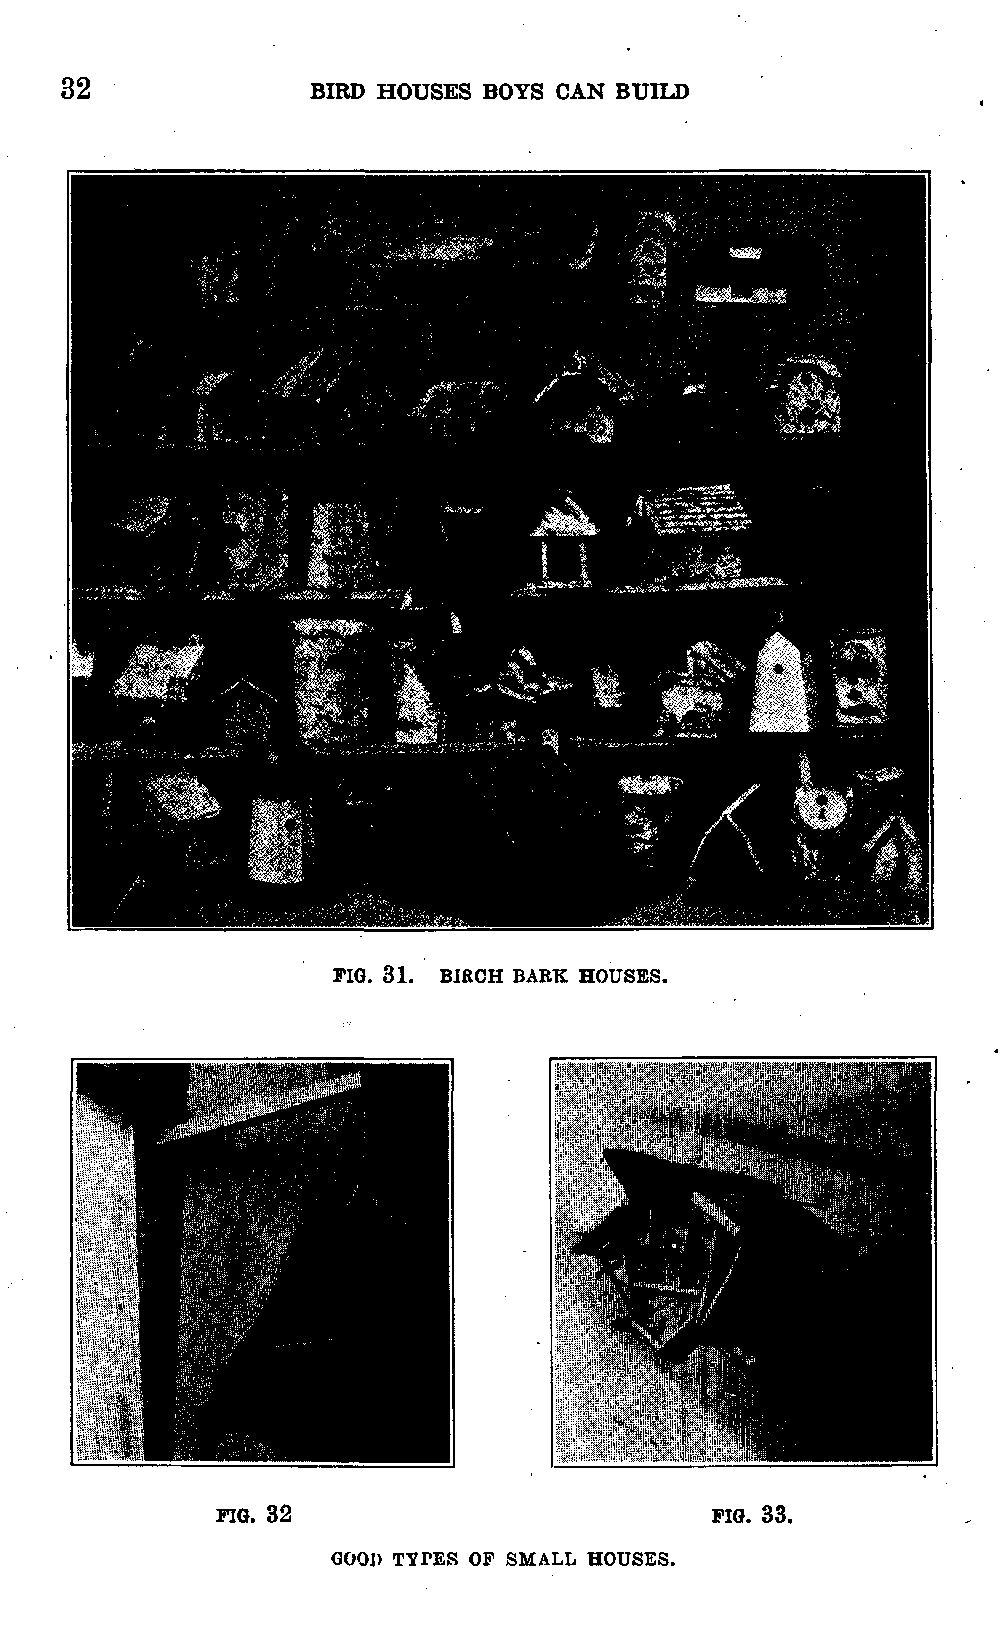 32
BIRD HOUSES BOYS CAN BUILD
FIG. 31. BIRCH BARK HOUSES.
FIG. 32
FIG. 33.
GOOD TYPES OF SMALL HOUSES.